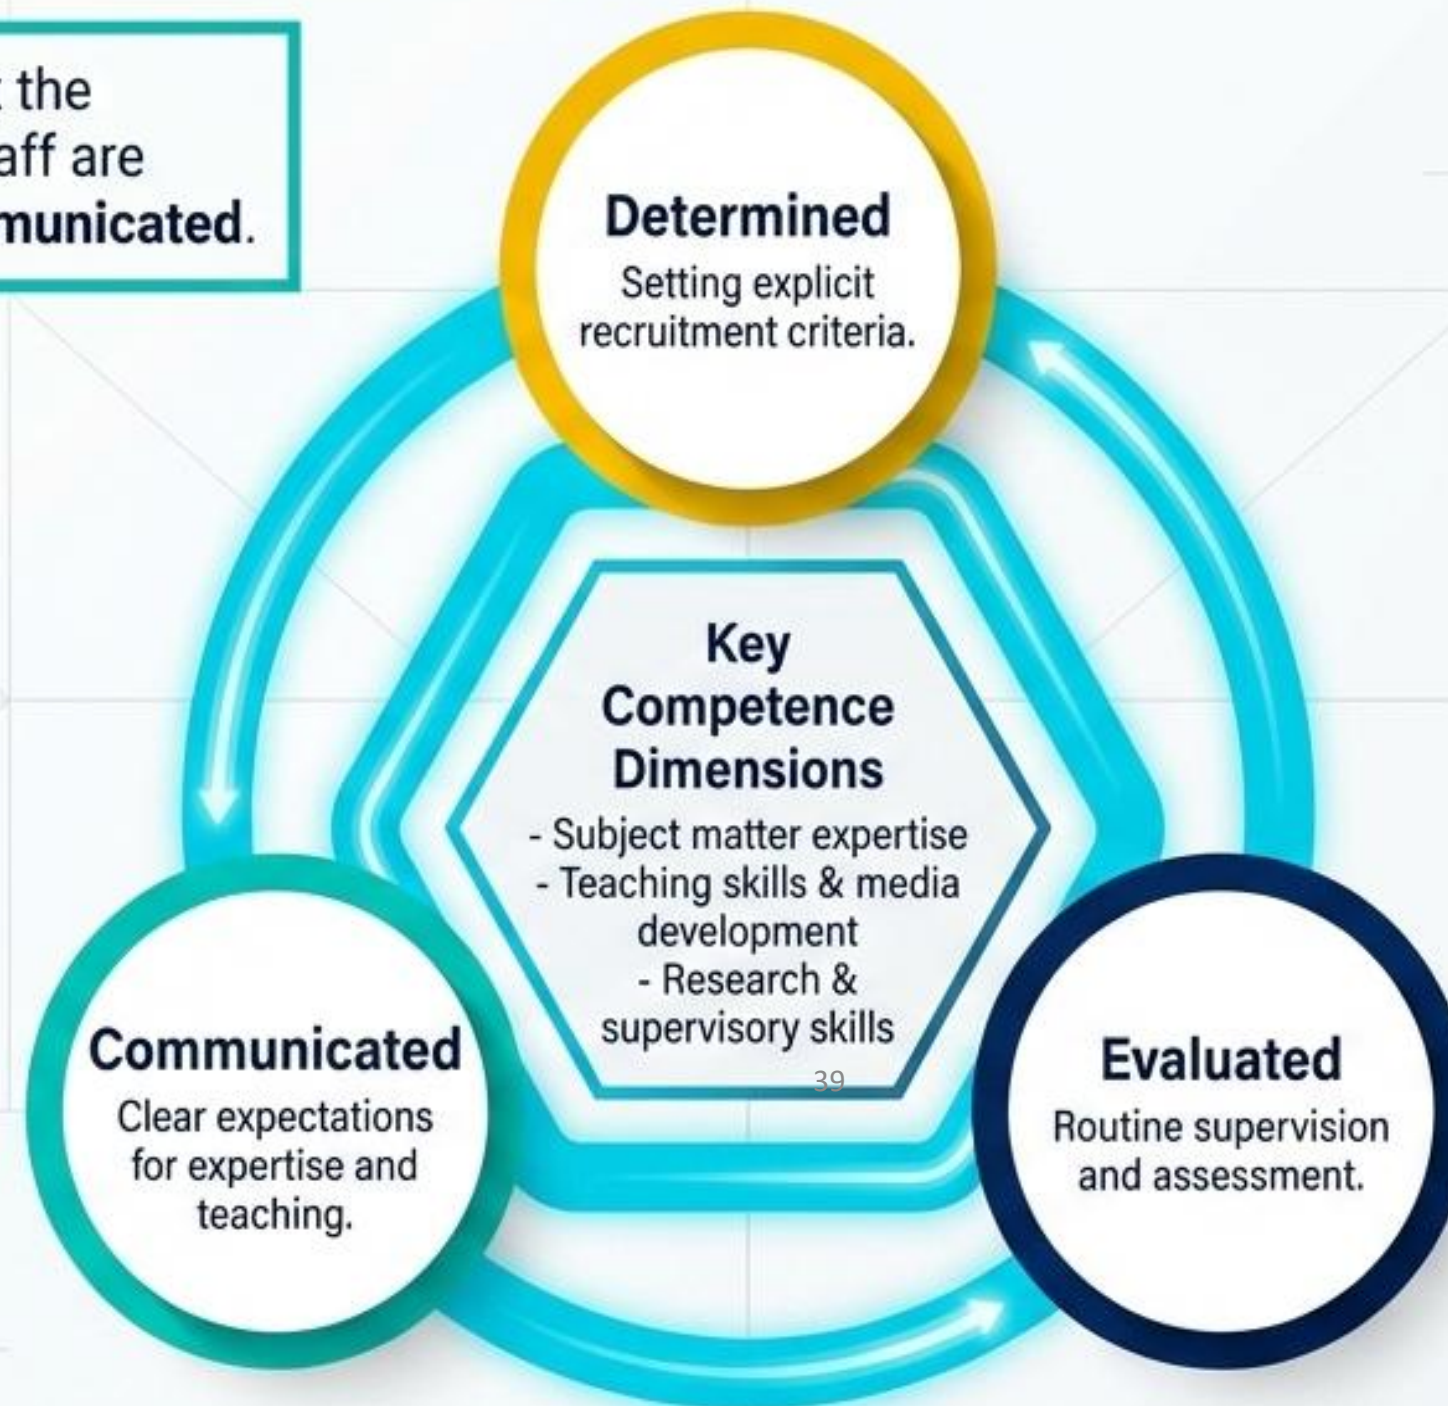 the
aff are
municated.
Determined
Setting explicit
recruitment criteria.
Key
Competence
Dimensions
- Subject matter expertise
- Teaching skills & media
development
- Research &
supervisory skills
39
Communicated
Clear expectations
for expertise and
teaching.
Evaluated
Routine supervision
and assessment.